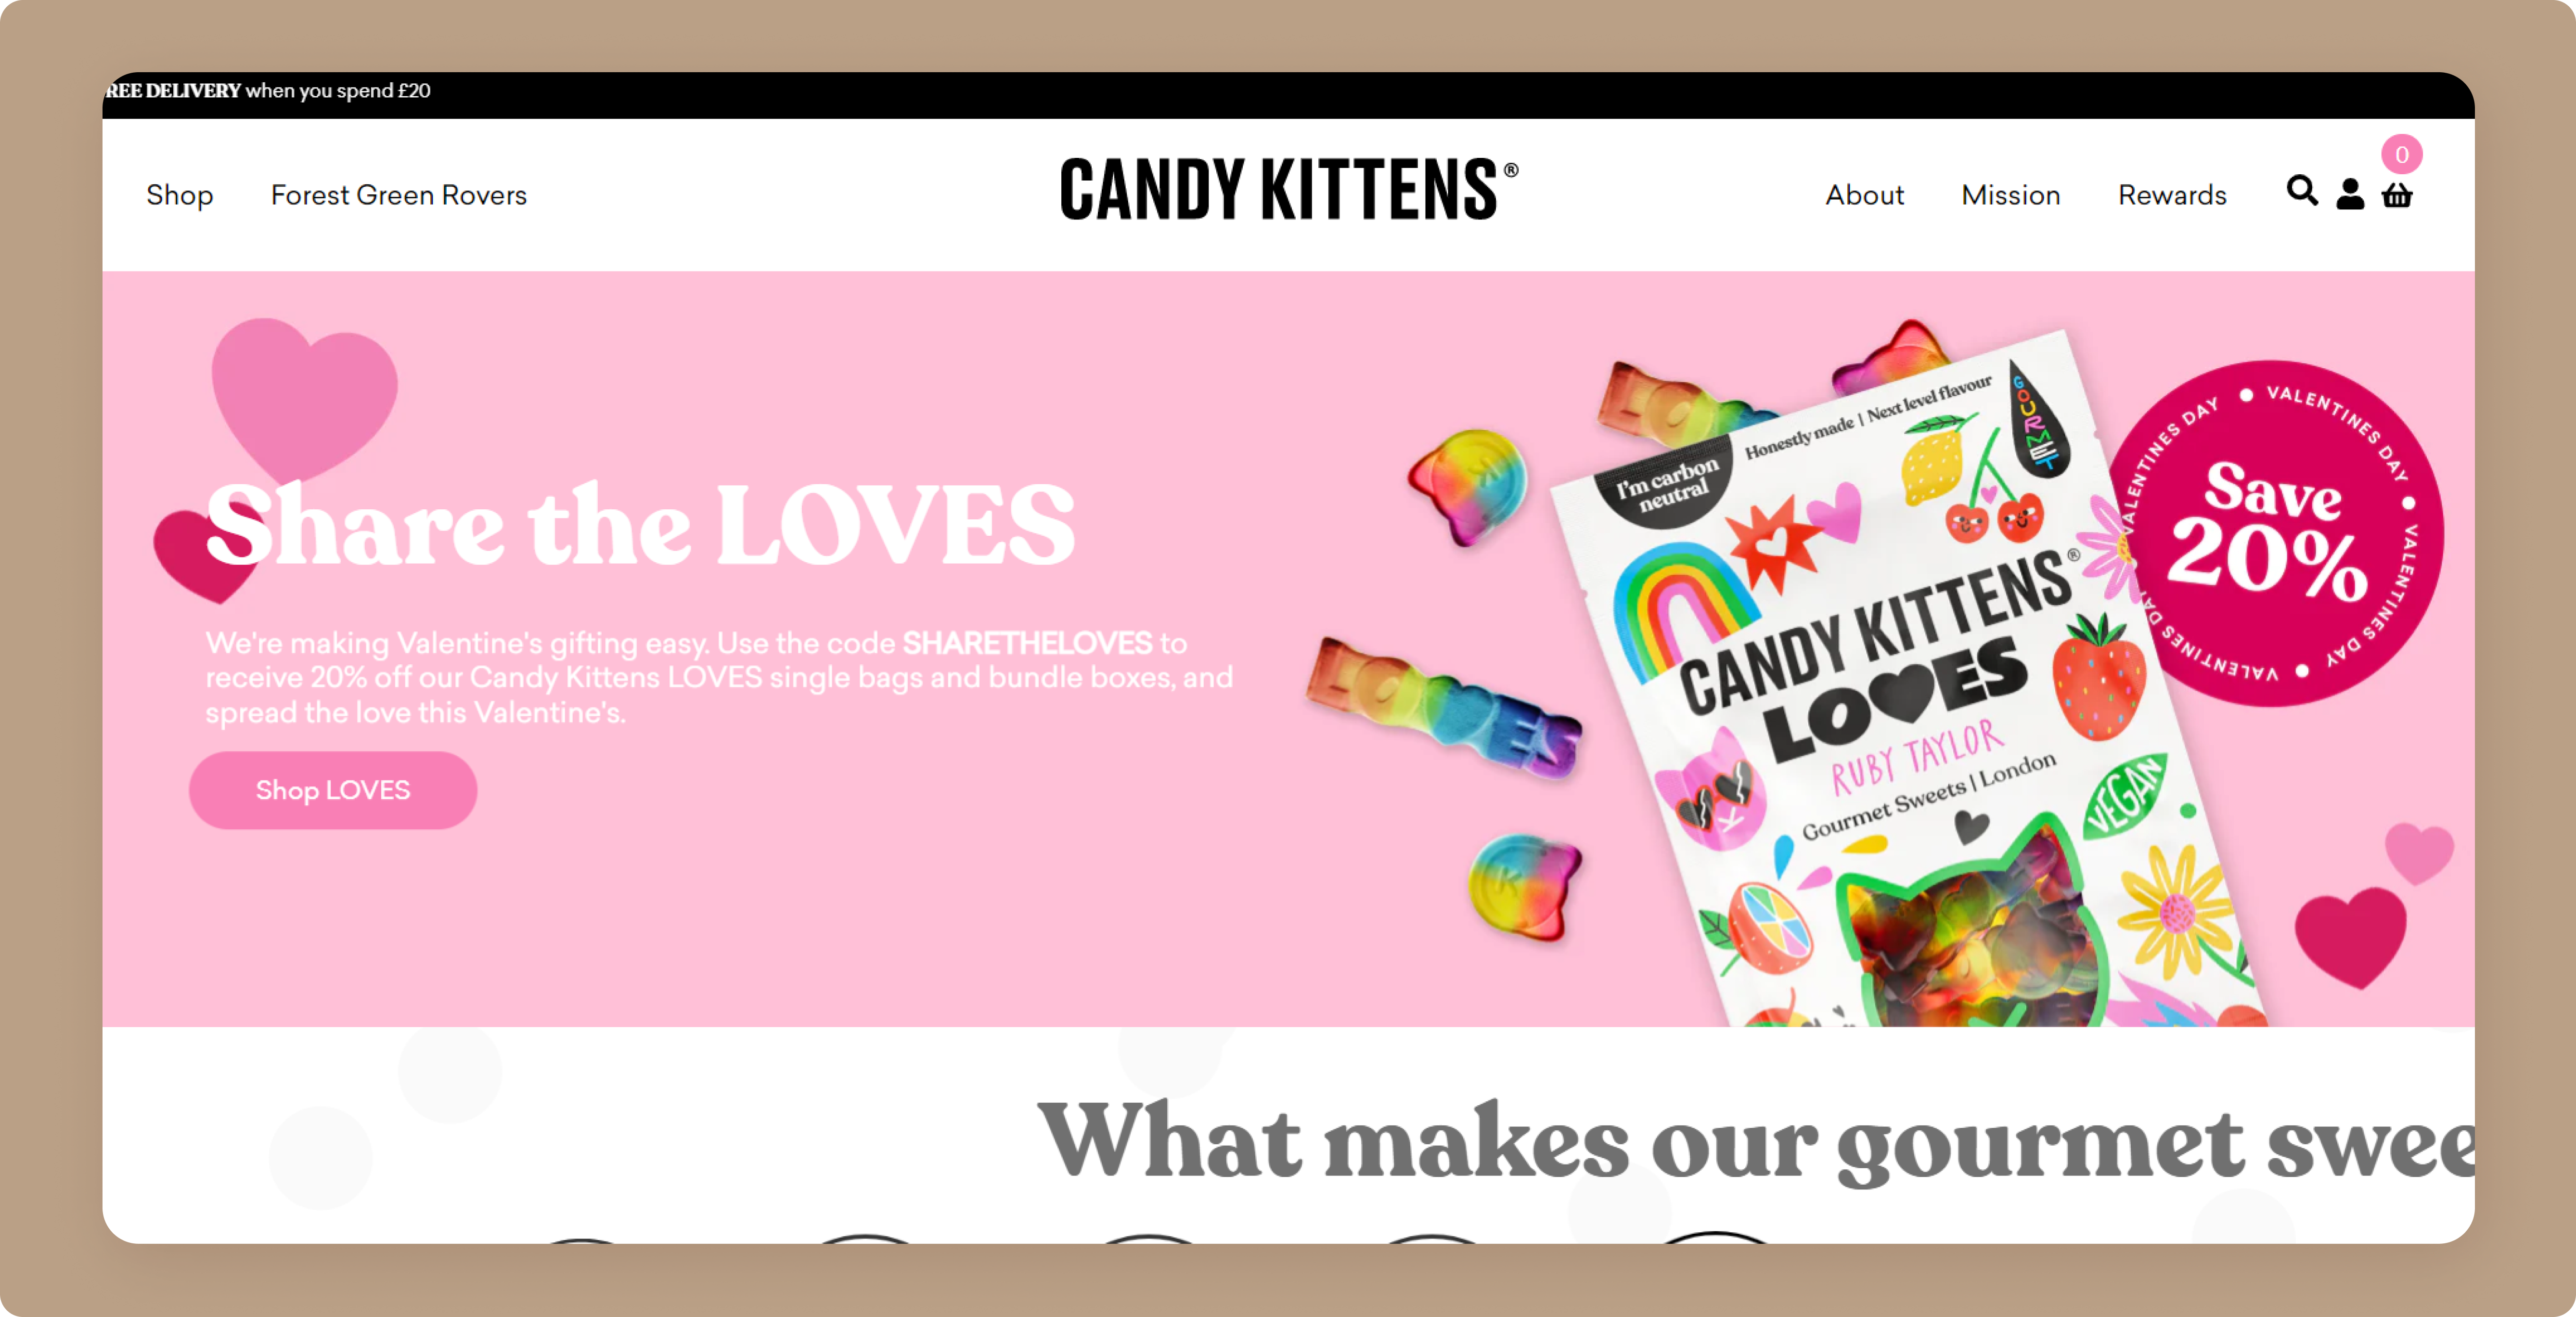 REE DELIVERY when you spend £20
Shop
Forest Green Rovers
CANDY KITTENS®
About
Mission
Rewards
0
Share the LOVES
We're making Valentine's gifting easy. Use the code SHARETHELOVES to
receive 20% off our Candy Kittens LOVES single bags and bundle boxes, and
spread the love this Valentine's.
Shop LOVES
LOVE
I'm carbon
neutral
Honestly made | Next level flavour
GOURMET
CANDY KITTENS®
LOVES
RUBY TAYLOR
Gourmet Sweets | London
VEGAN
VALENTINES DAY • VALENTINES DAY • VALENTINES DAY • VALENTINES DAY
Save
20%
What makes our gourmet swee